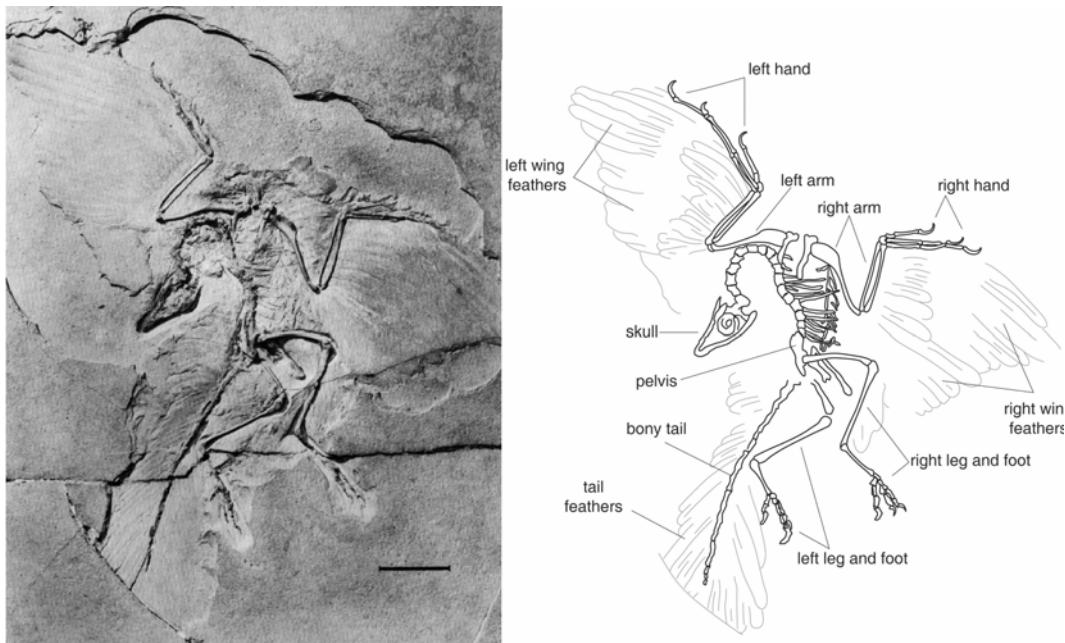 left hand
left wing
feathers
left arm
right hand
right arm
skull
pelvis
right win
feathers
bony tail
right leg and foot
tail
feathers
left leg and foot